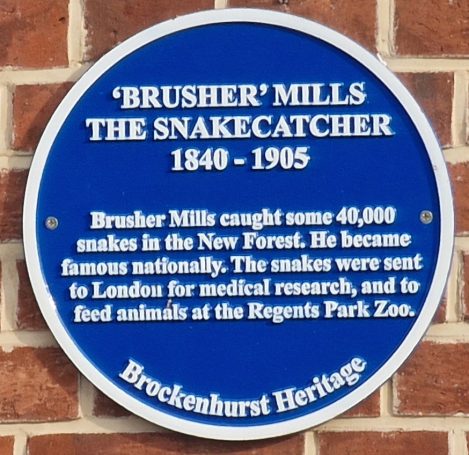 ‘BRUSHER’ MILLS
THE SNAKECATCHER
1840 - 1905
Brusher Mills caught some 40,000
snakes in the New Forest. He became
famous nationally. The snakes were sent
to London for medical research, and to
feed animals at the Regents Park Zoo.
Brockenhurst Heritage